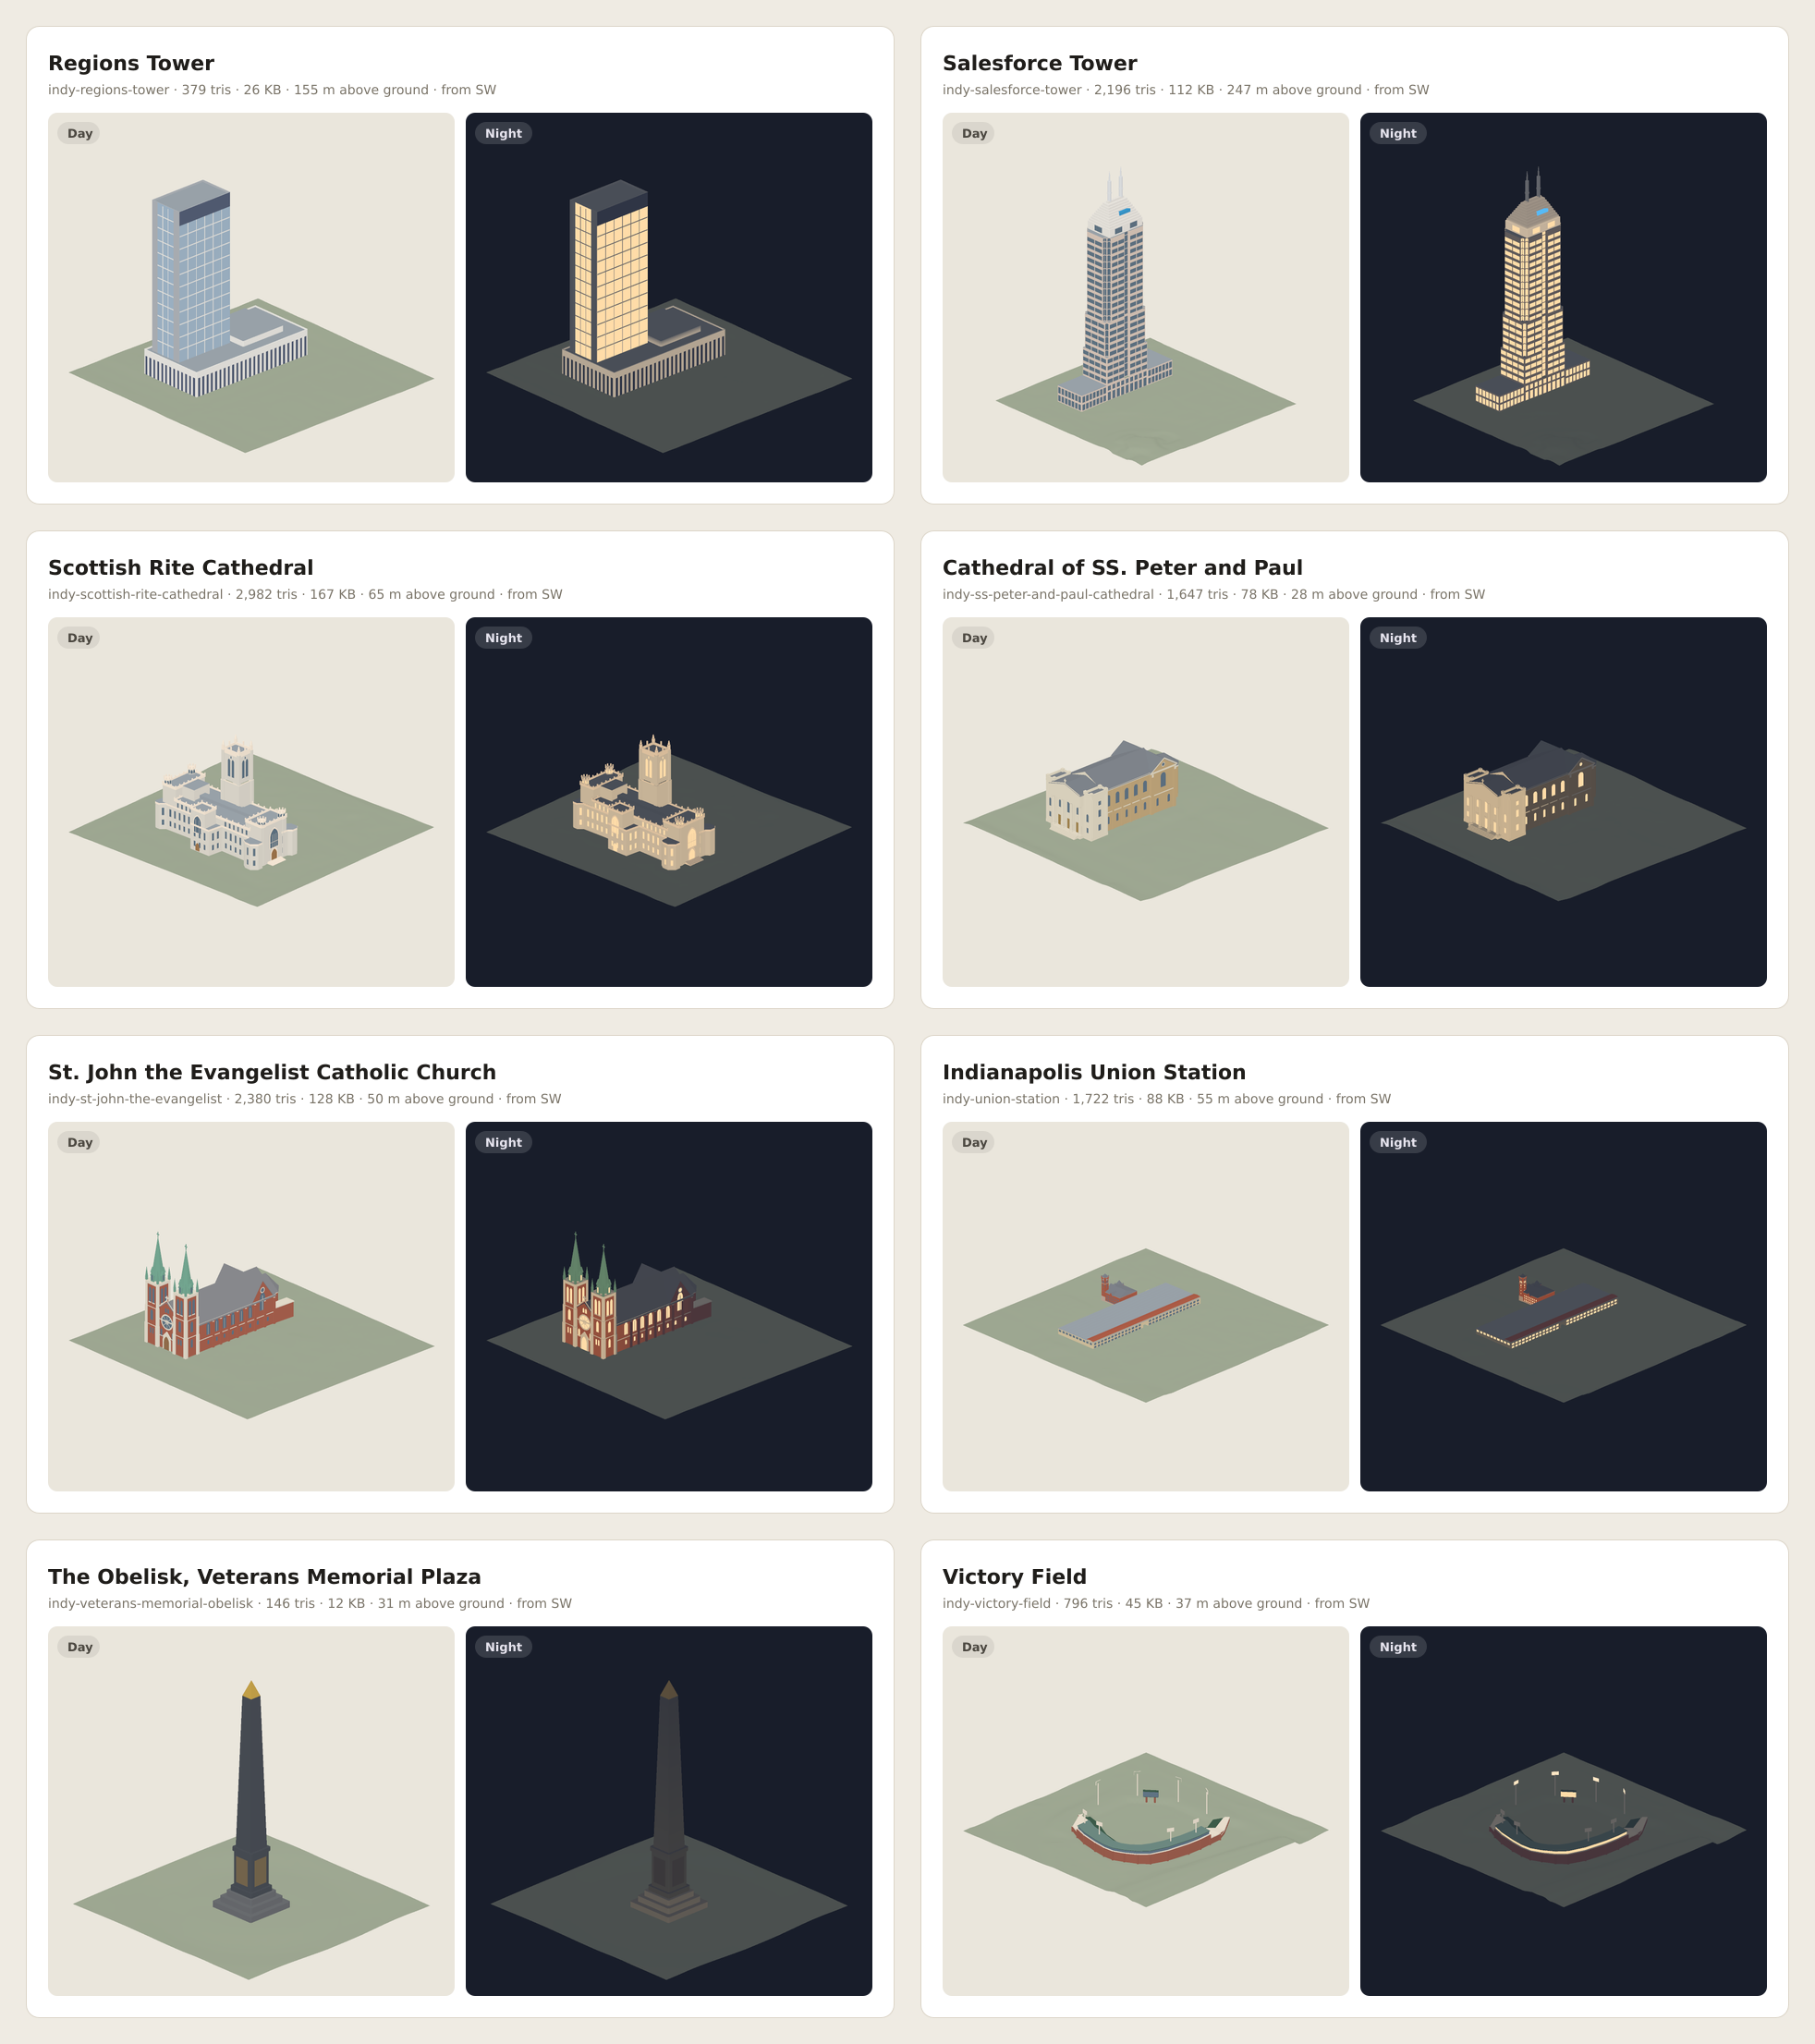 Regions Tower
indy-regions-tower · 379 tris · 26 KB · 155 m above ground · from SW
Day
Night
Salesforce Tower
indy-salesforce-tower · 2,196 tris · 112 KB · 247 m above ground · from SW
Day
Night
Scottish Rite Cathedral
indy-scottish-rite-cathedral · 2,982 tris · 167 KB · 65 m above ground · from SW
Day
Night
Cathedral of SS. Peter and Paul
indy-ss-peter-and-paul-cathedral · 1,647 tris · 78 KB · 28 m above ground · from SW
Day
Night
St. John the Evangelist Catholic Church
indy-st-john-the-evangelist · 2,380 tris · 128 KB · 50 m above ground · from SW
Day
Night
Indianapolis Union Station
indy-union-station · 1,722 tris · 88 KB · 55 m above ground · from SW
Day
Night
The Obelisk, Veterans Memorial Plaza
indy-veterans-memorial-obelisk · 146 tris · 12 KB · 31 m above ground · from SW
Day
Night
Victory Field
indy-victory-field · 796 tris · 45 KB · 37 m above ground · from SW
Day
Night